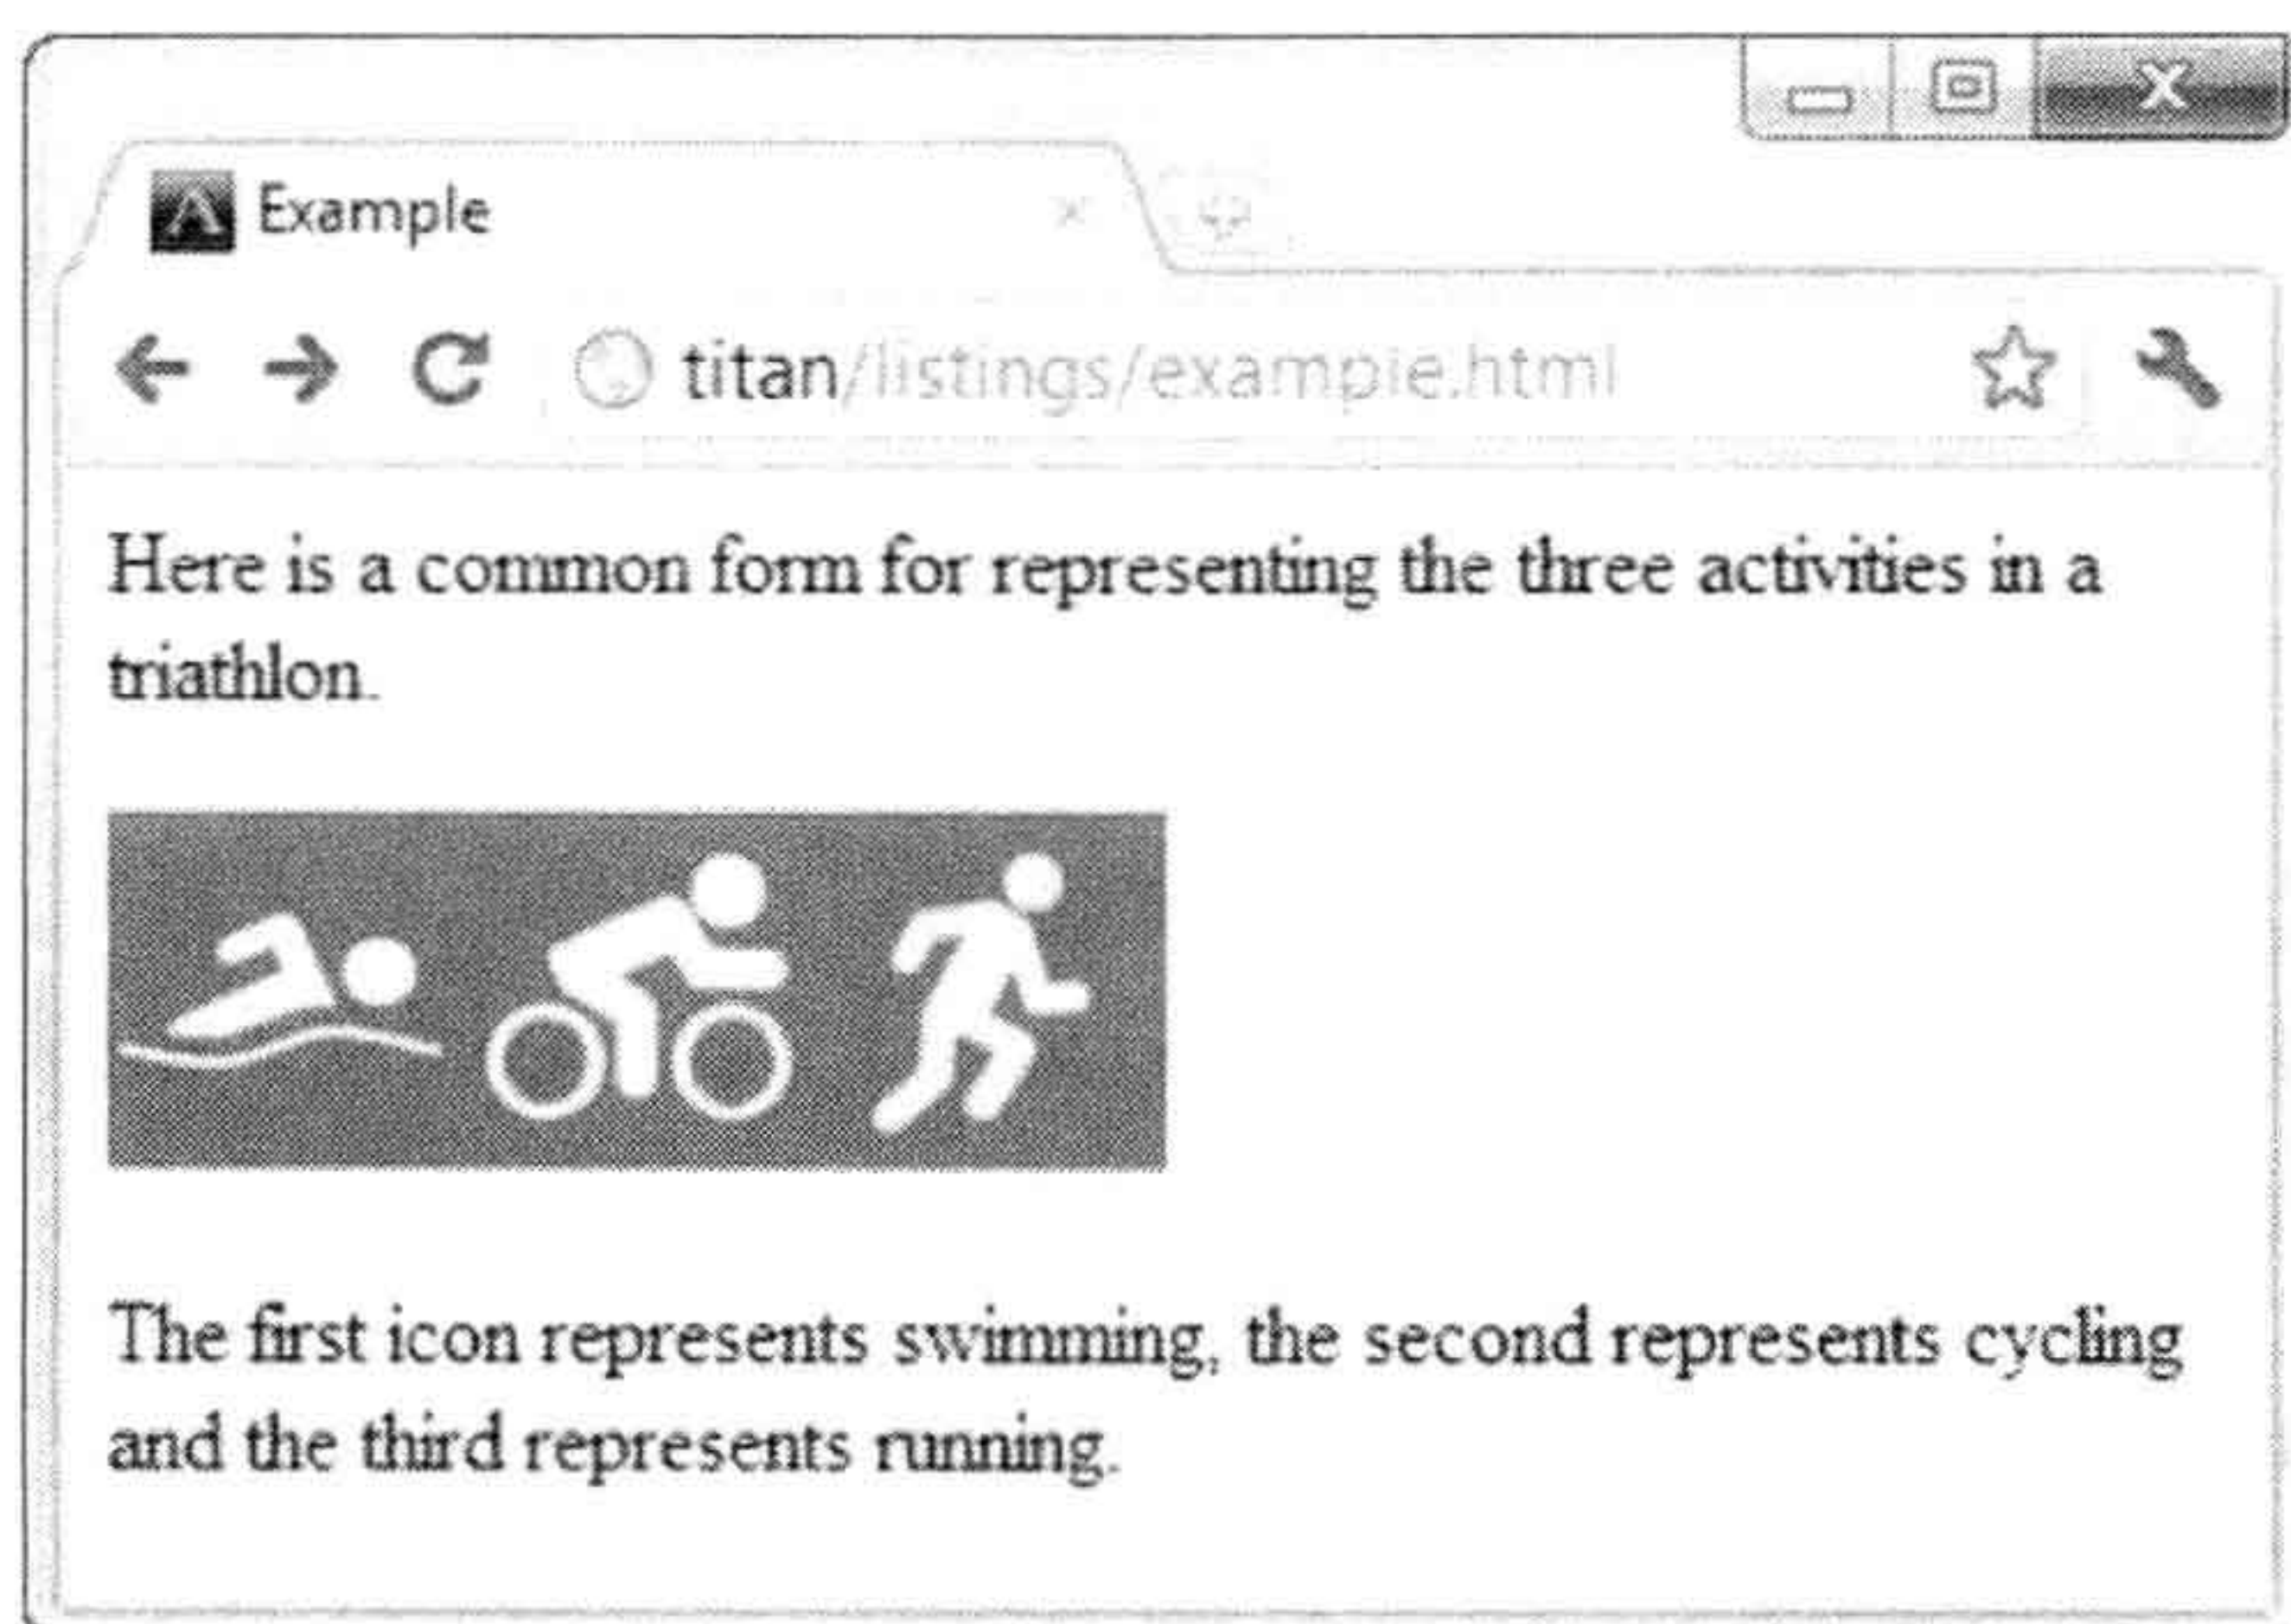 Example
titan/listings/example.html
Here is a common form for representing the three activities in a
triathlon.
The first icon represents swimming, the second represents cycling
and the third represents running.